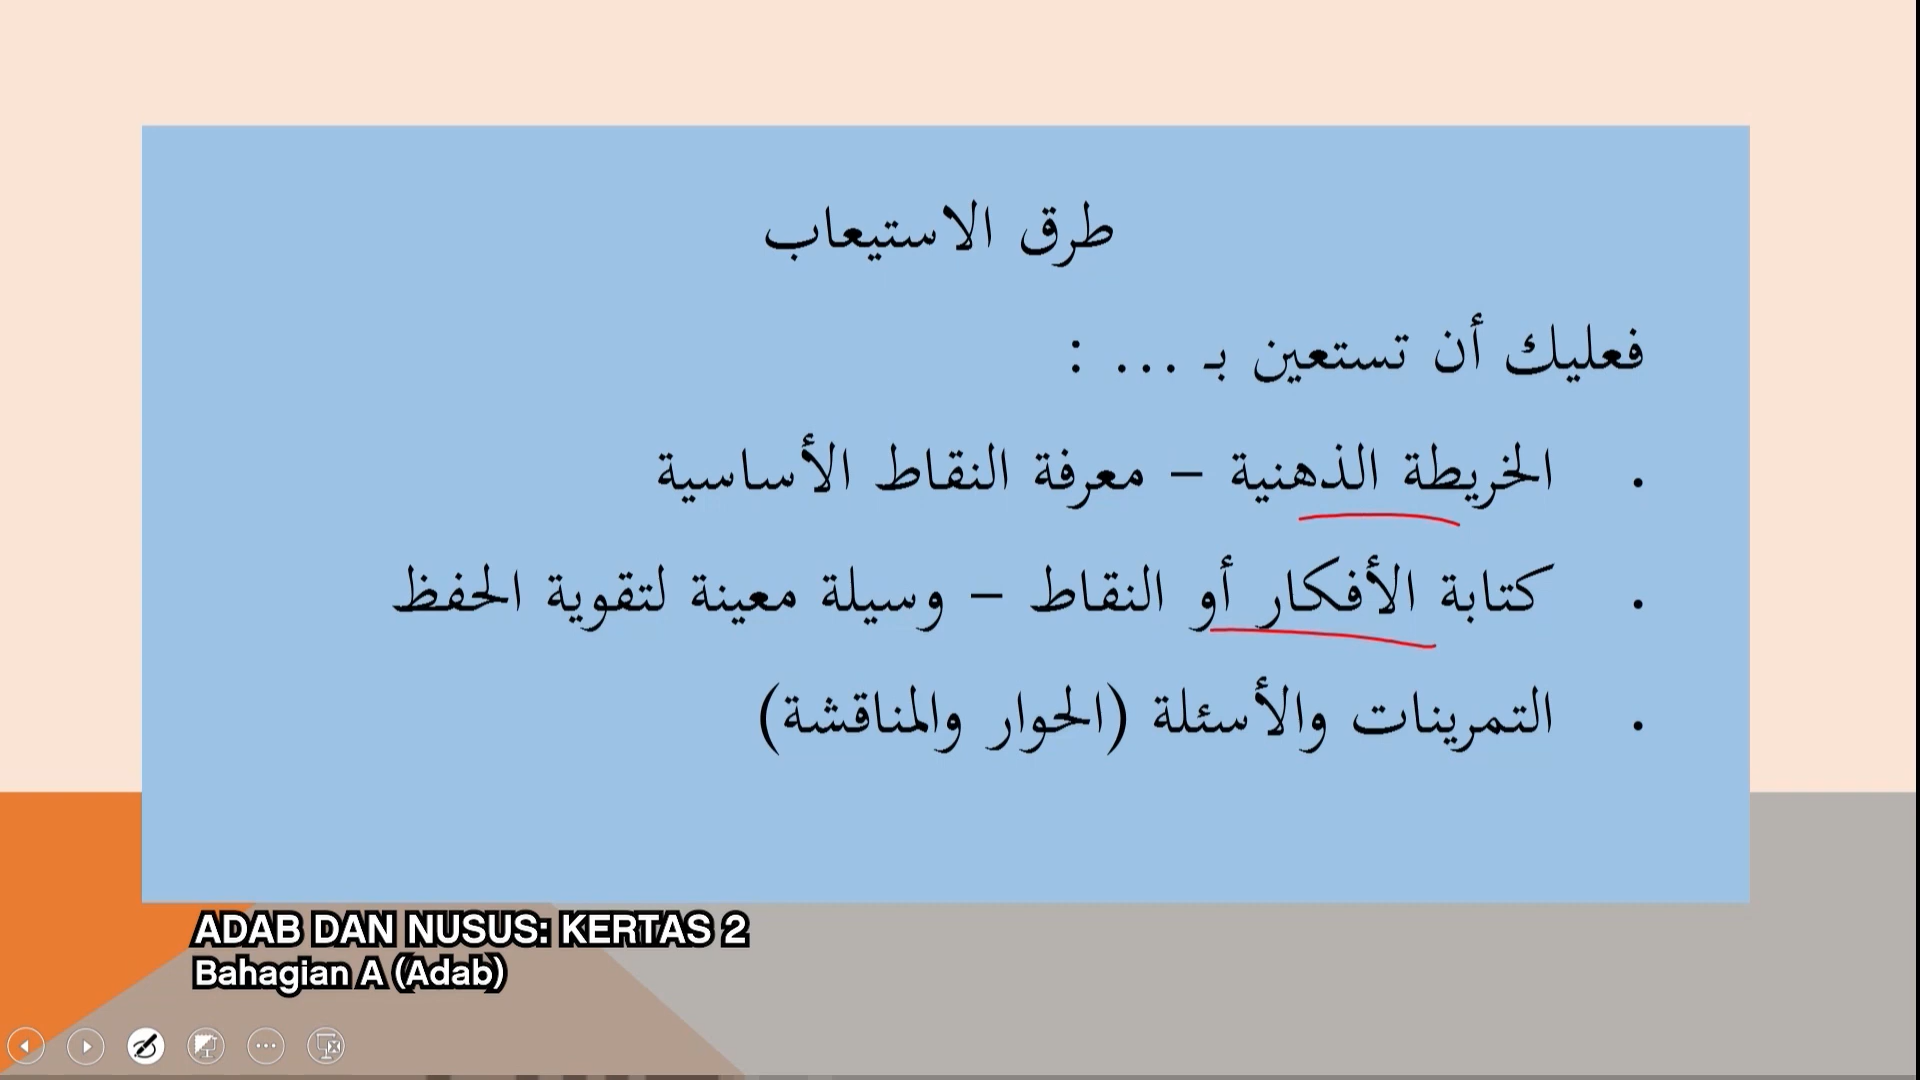 طرق الاستيعاب
فعليك أن تستعين بـ ... :
. الخريطة الذهنية – معرفة النقاط الأساسية
. كتابة الأفكار أو النقاط – وسيلة معينة لتقوية الحفظ
. التمرينات والأسئلة (الحوار والمناقشة)
ADAB DAN NUSUS: KERTAS 2
Bahagian A (Adab)